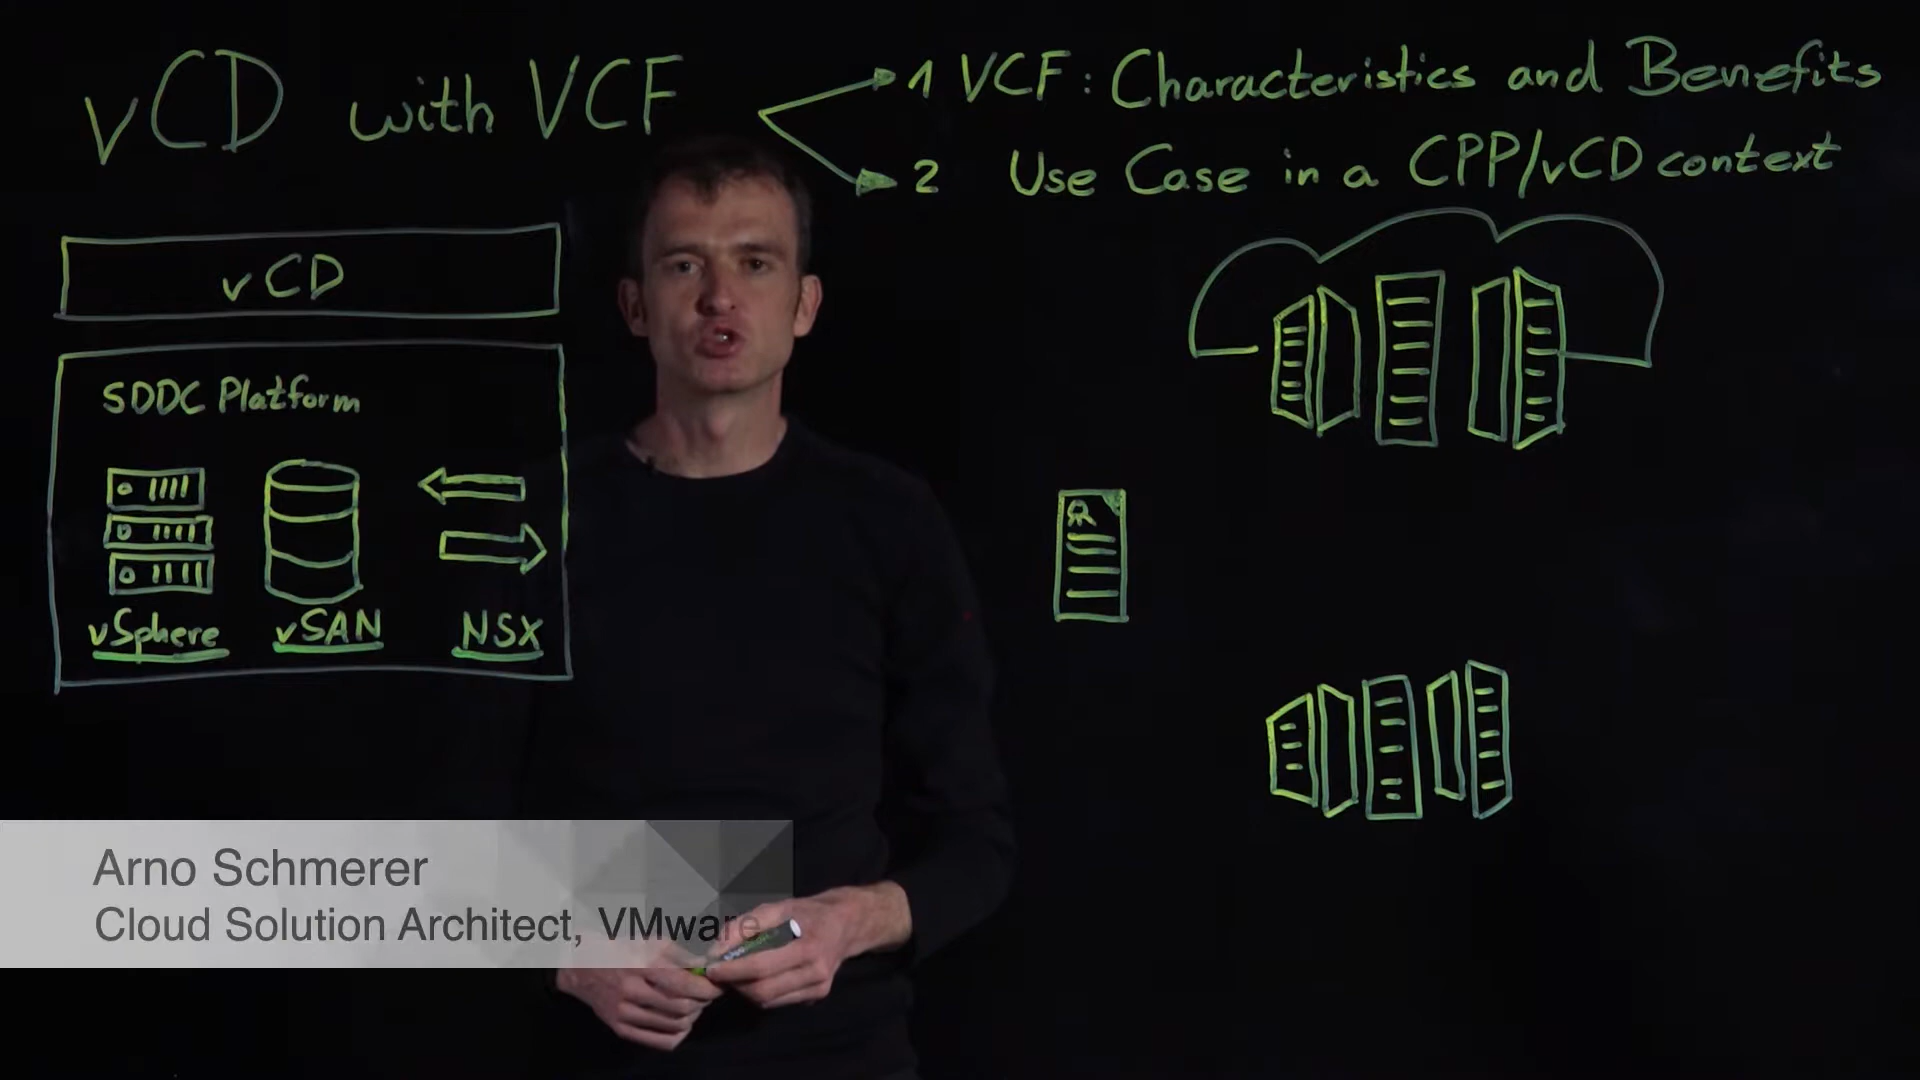 vCD with VCF
1 VCF: Characteristics and Benefits
2 Use Case in a CPP/vCD context
vCD
SDDC Platform
vSphere vSAN NSX
Arno Schmerer
Cloud Solution Architect, VMware